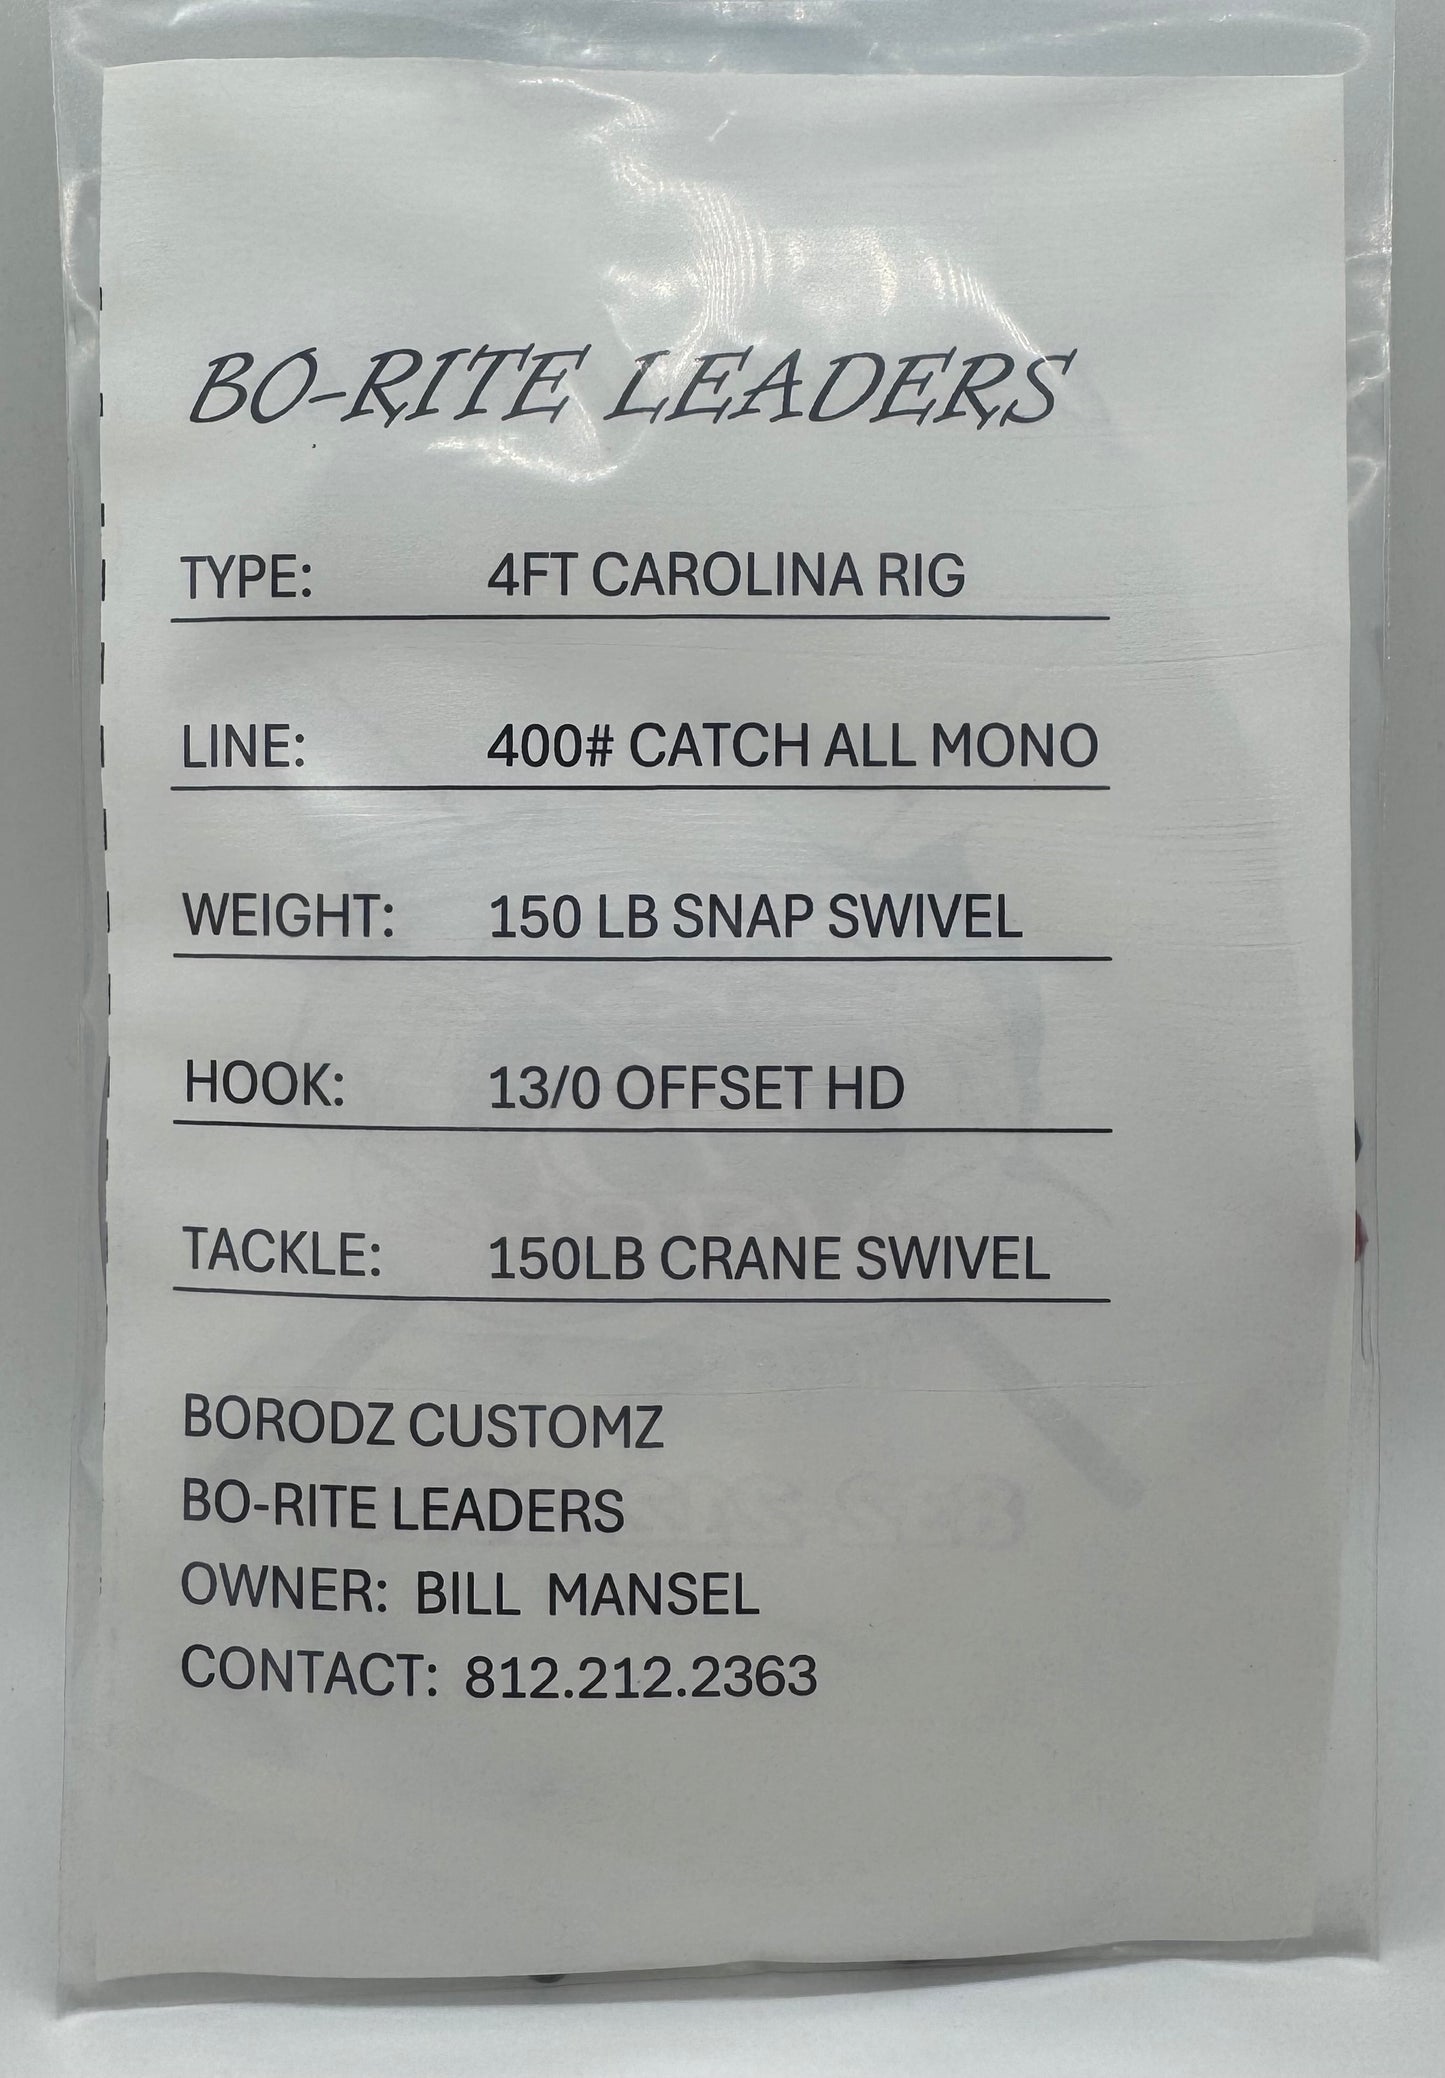 BO-RITE LEADERS
TYPE: 4FT CAROLINA RIG
LINE: 400# CATCH ALL MONO
WEIGHT: 150 LB SNAP SWIVEL
HOOK: 13/0 OFFSET HD
TACKLE: 150LB CRANE SWIVEL
BORODZ CUSTOMZ
BO-RITE LEADERS
OWNER: BILL MANSEL
CONTACT: 812.212.2363